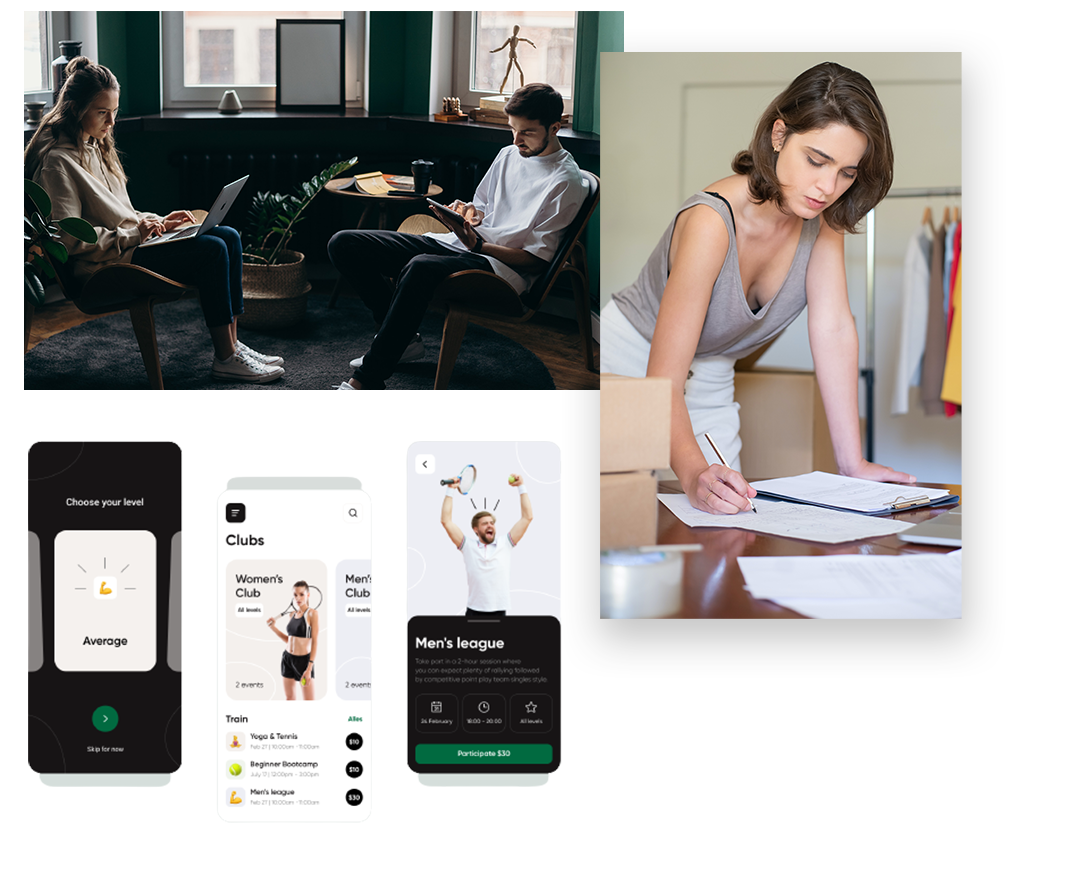 Choose your level
Average
Skip for now
Clubs
Women's
Club
All levels
2 events
Men's
Club
All levels
2 events
Train
Alles
Yoga & Tennis
Feb 27 | 10:00am - 9:00am
$10
Beginner Bootcamp
July 17 | 12:00pm - 2:00pm
$10
Men's league
Feb 27 | 10:00am - 9:00am
$30
Men's league
Take part in a 2-hour session where
you can expect plenty of rallying followed
by competitive point play team singles style.
26 February
18:00 - 20:00
All levels
Participate $30